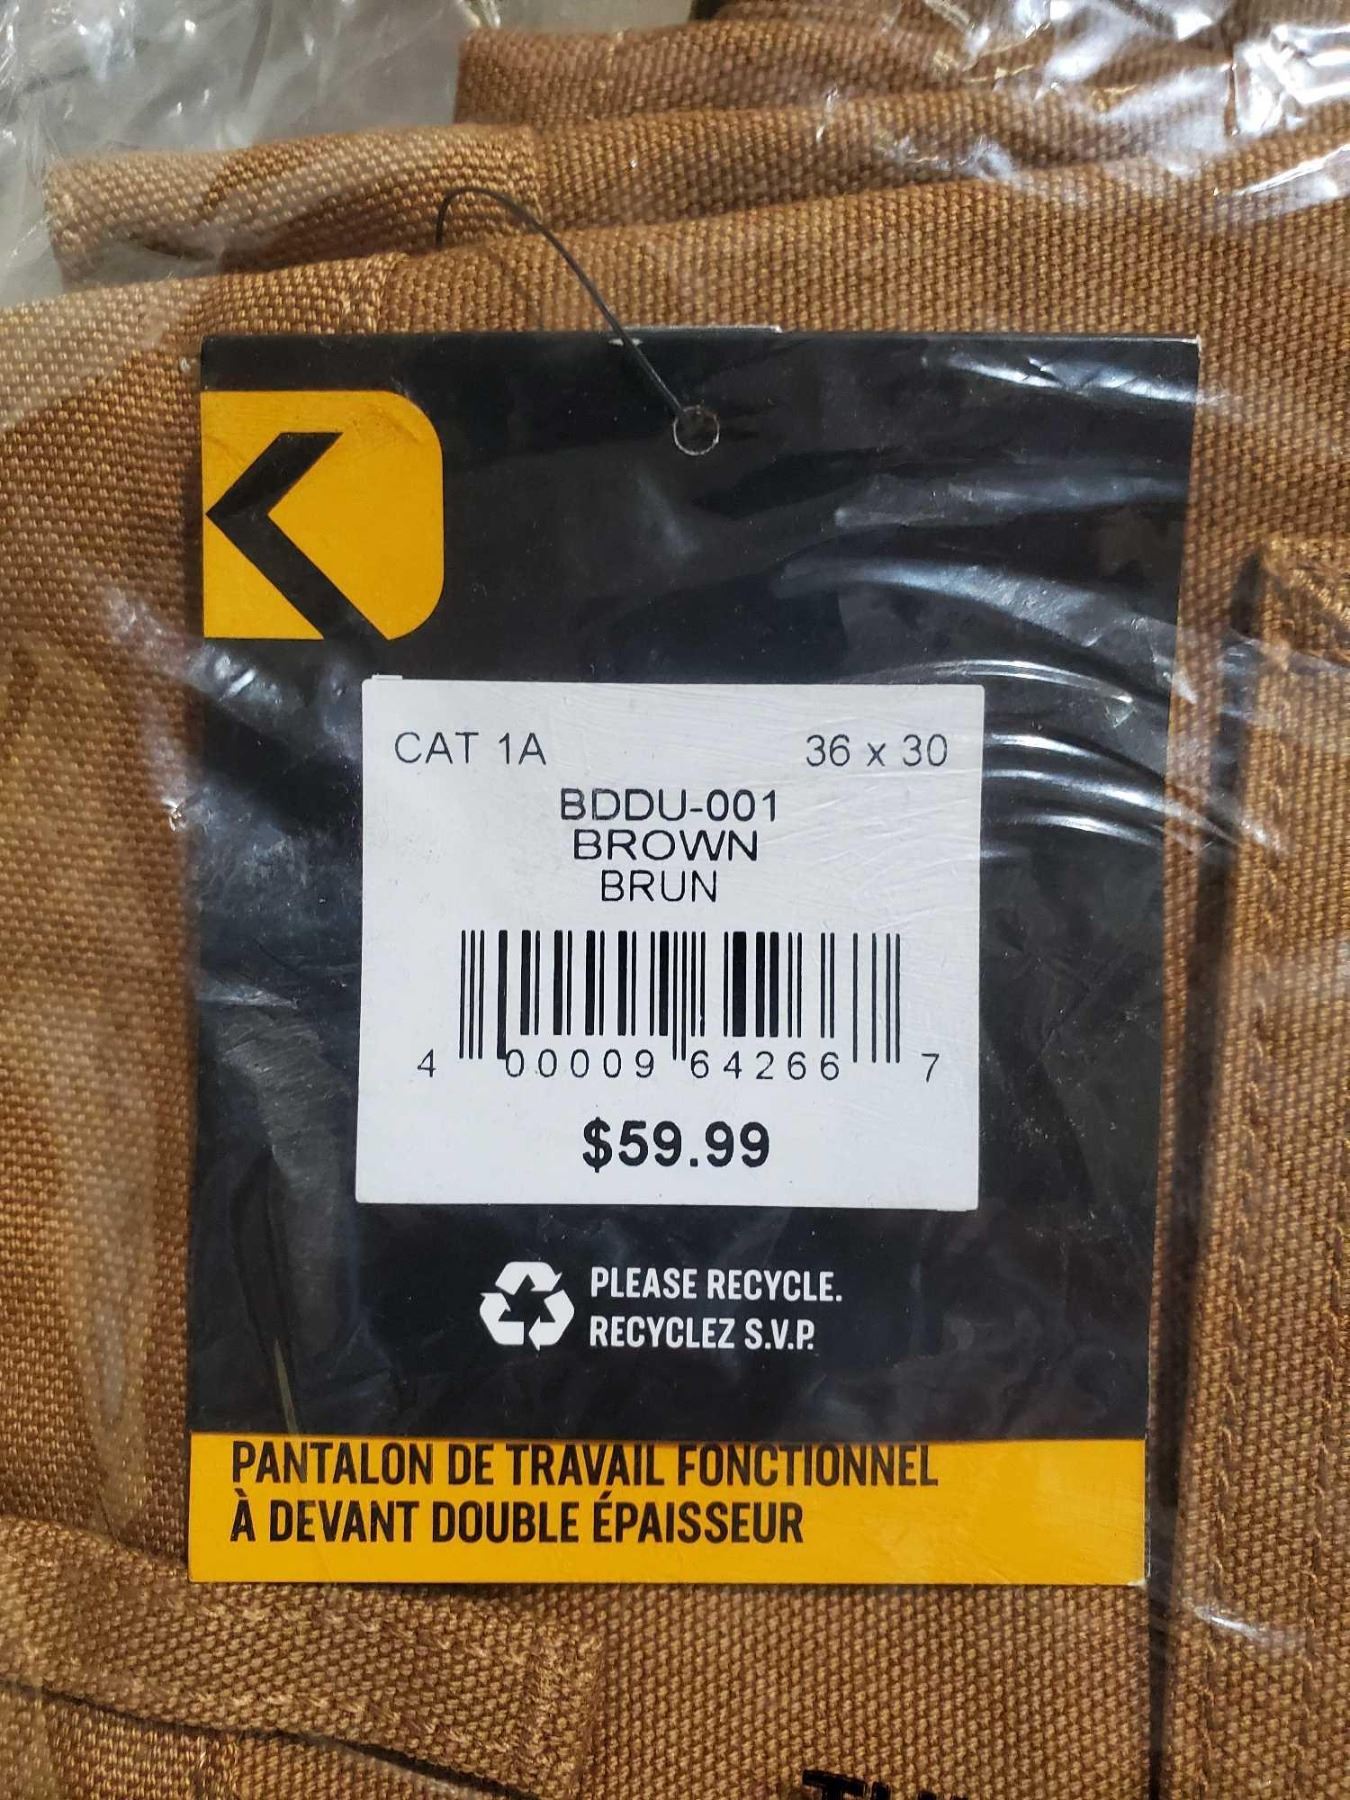 CAT 1A 36 x 30
BDDU-001
BROWN
BRUN
4 00009 64266 7
$59.99
PLEASE RECYCLE.
RECYCLEZ S.V.P.
PANTALON DE TRAVAIL FONCTIONNEL
À DEVANT DOUBLE ÉPAISSEUR